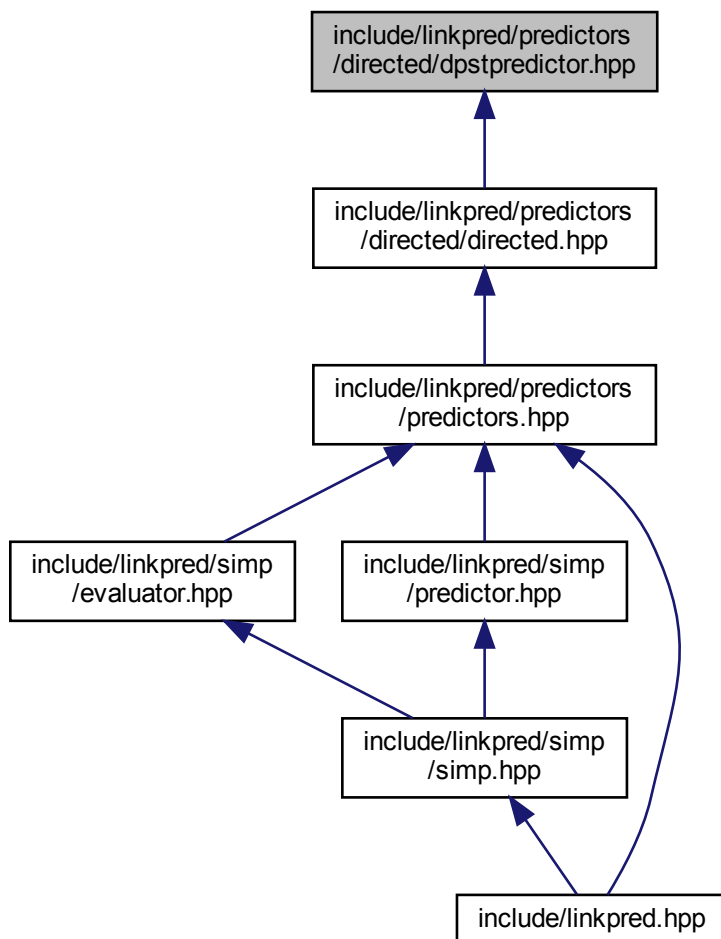 include/linkpred/predictors
/directed/dpstpredictor.hpp
include/linkpred/predictors
/directed/directed.hpp
include/linkpred/predictors
/predictors.hpp
include/linkpred/simp
/evaluator.hpp
include/linkpred/simp
/predictor.hpp
include/linkpred/simp
/simp.hpp
include/linkpred.hpp